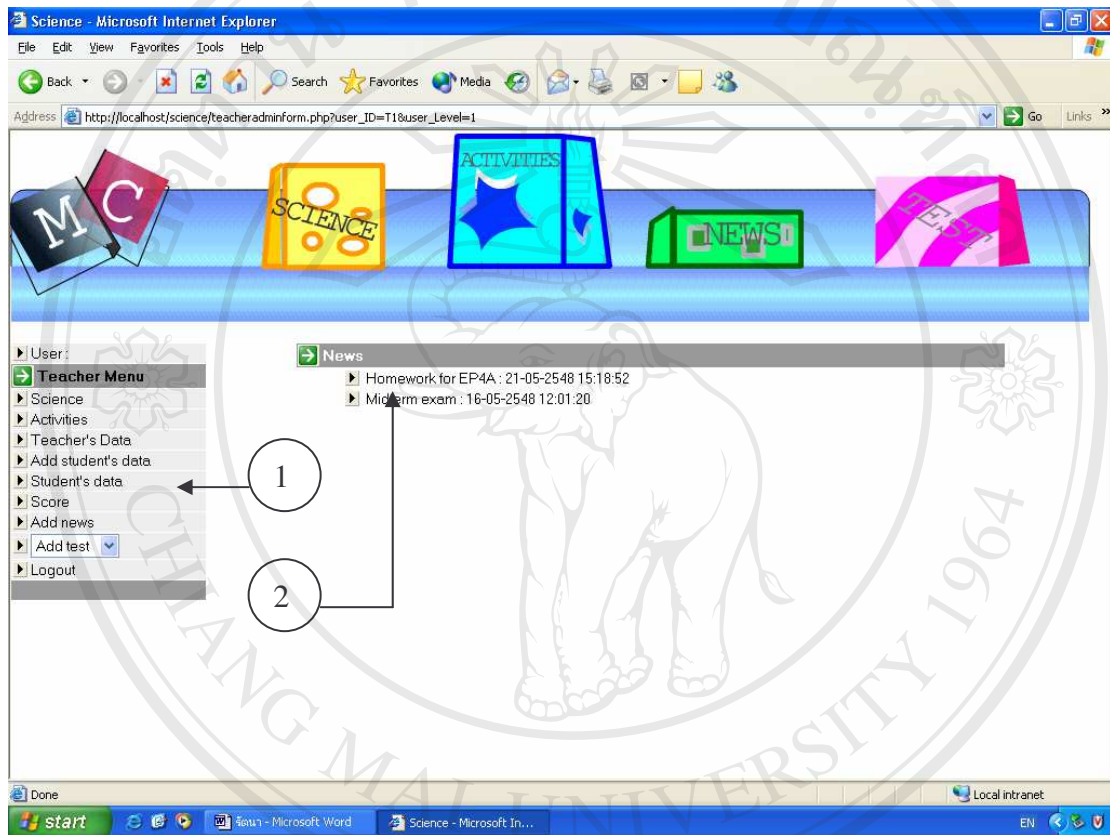 Science - Microsoft Internet Explorer
File Edit View Favorites Tools Help
Back Search Favorites Media
Address http://localhost/science/teacheradminform.php?user_ID=T1&user_Level=1 Go Links »
M C SCIENCE ACTIVITIES NEWS TEST
User :
Teacher Menu
Science
Activities
Teacher's Data
Add student's data
Student's data
Score
Add news
Add test
Logout
News
Homework for EP4A : 21-05-2548 15:18:52
Midterm exam : 16-05-2548 12:01:20
1
2
CHIANG MAI UNIVERSITY 1964
Done Local intranet
start รัตนา - Microsoft Word Science - Microsoft In... EN